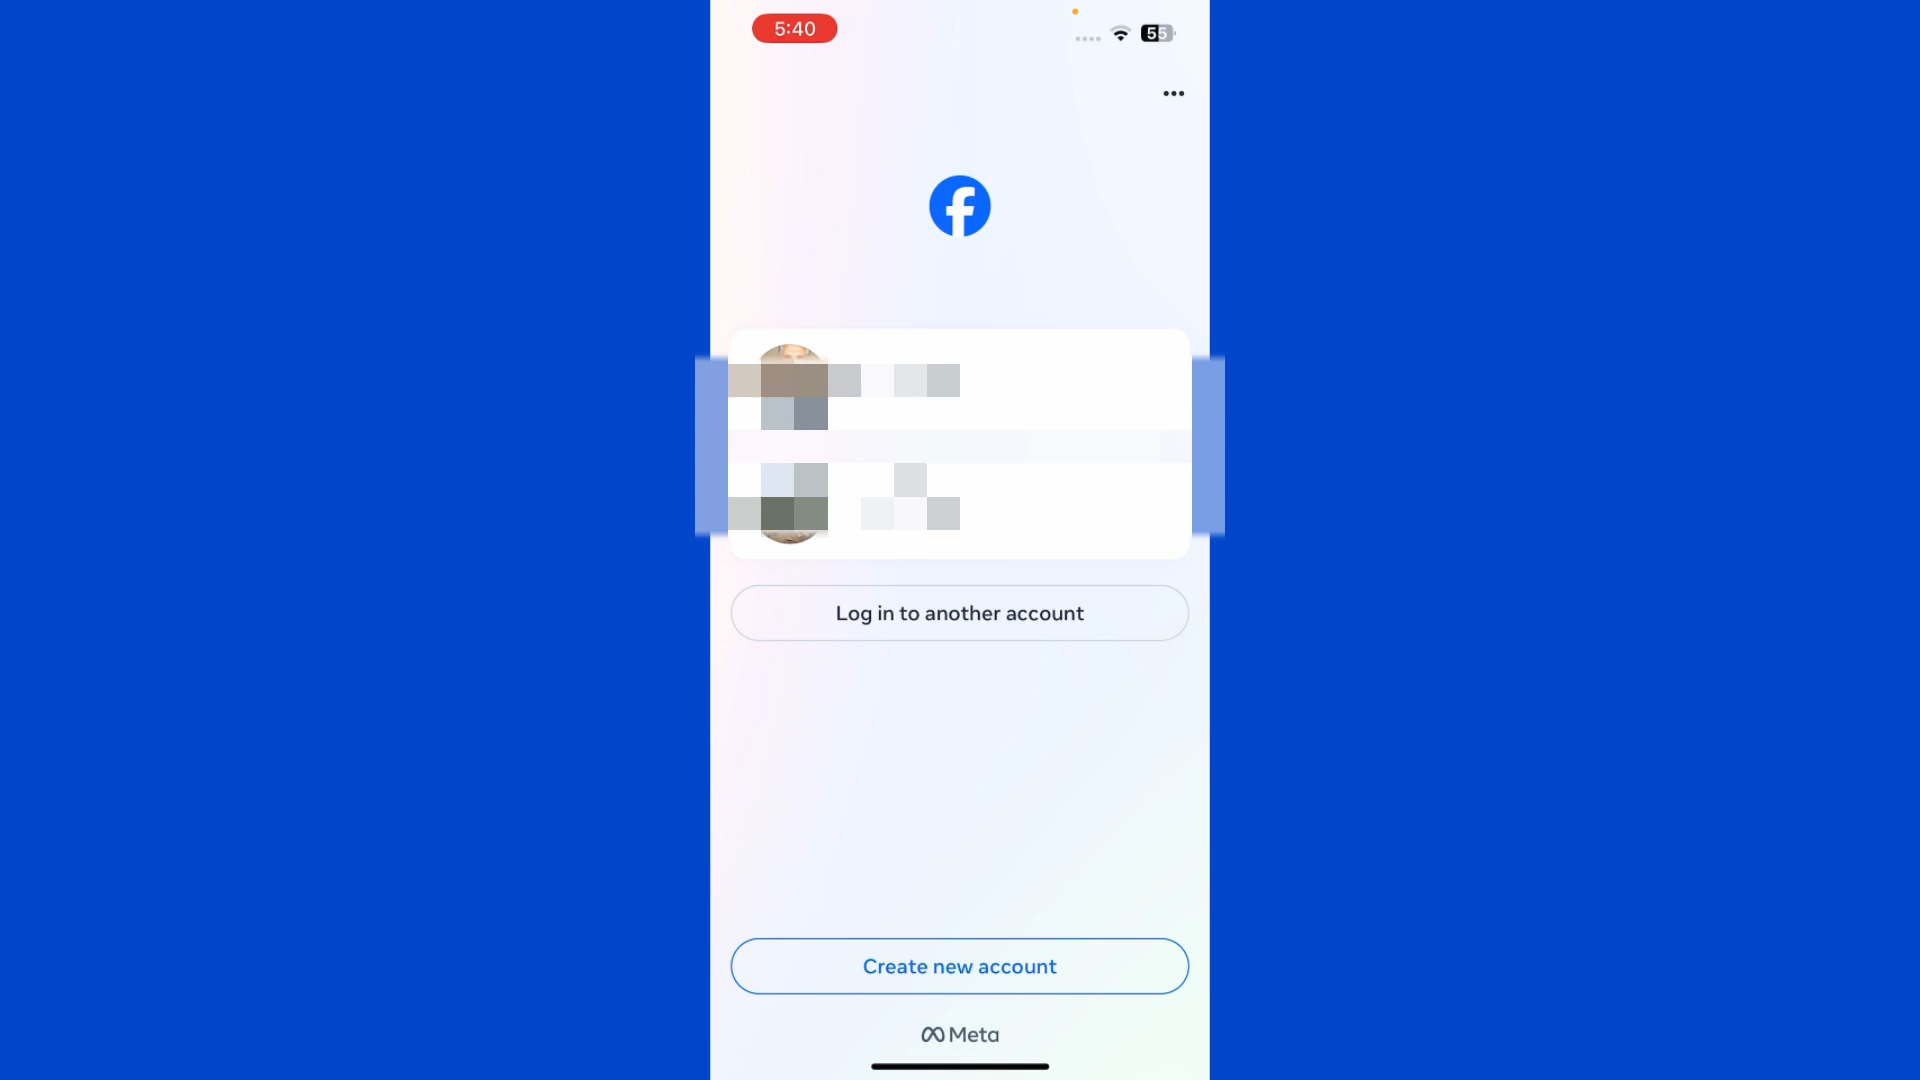 5:40
55
Log in to another account
Create new account
Meta